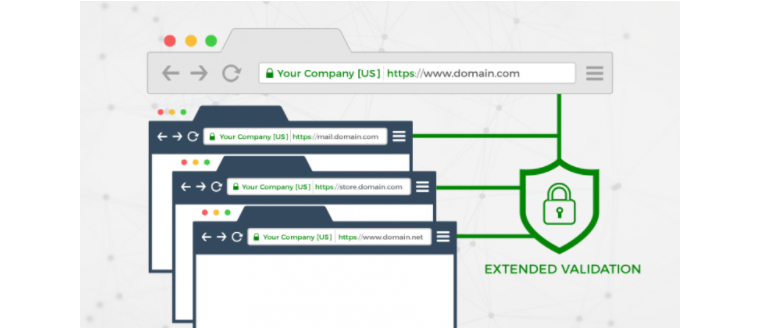 Your Company [US] https://www.domain.com
Your Company [US] https://mail.domain.com
Your Company [US] https://store.domain.com
Your Company [US] https://www.domain.net
EXTENDED VALIDATION